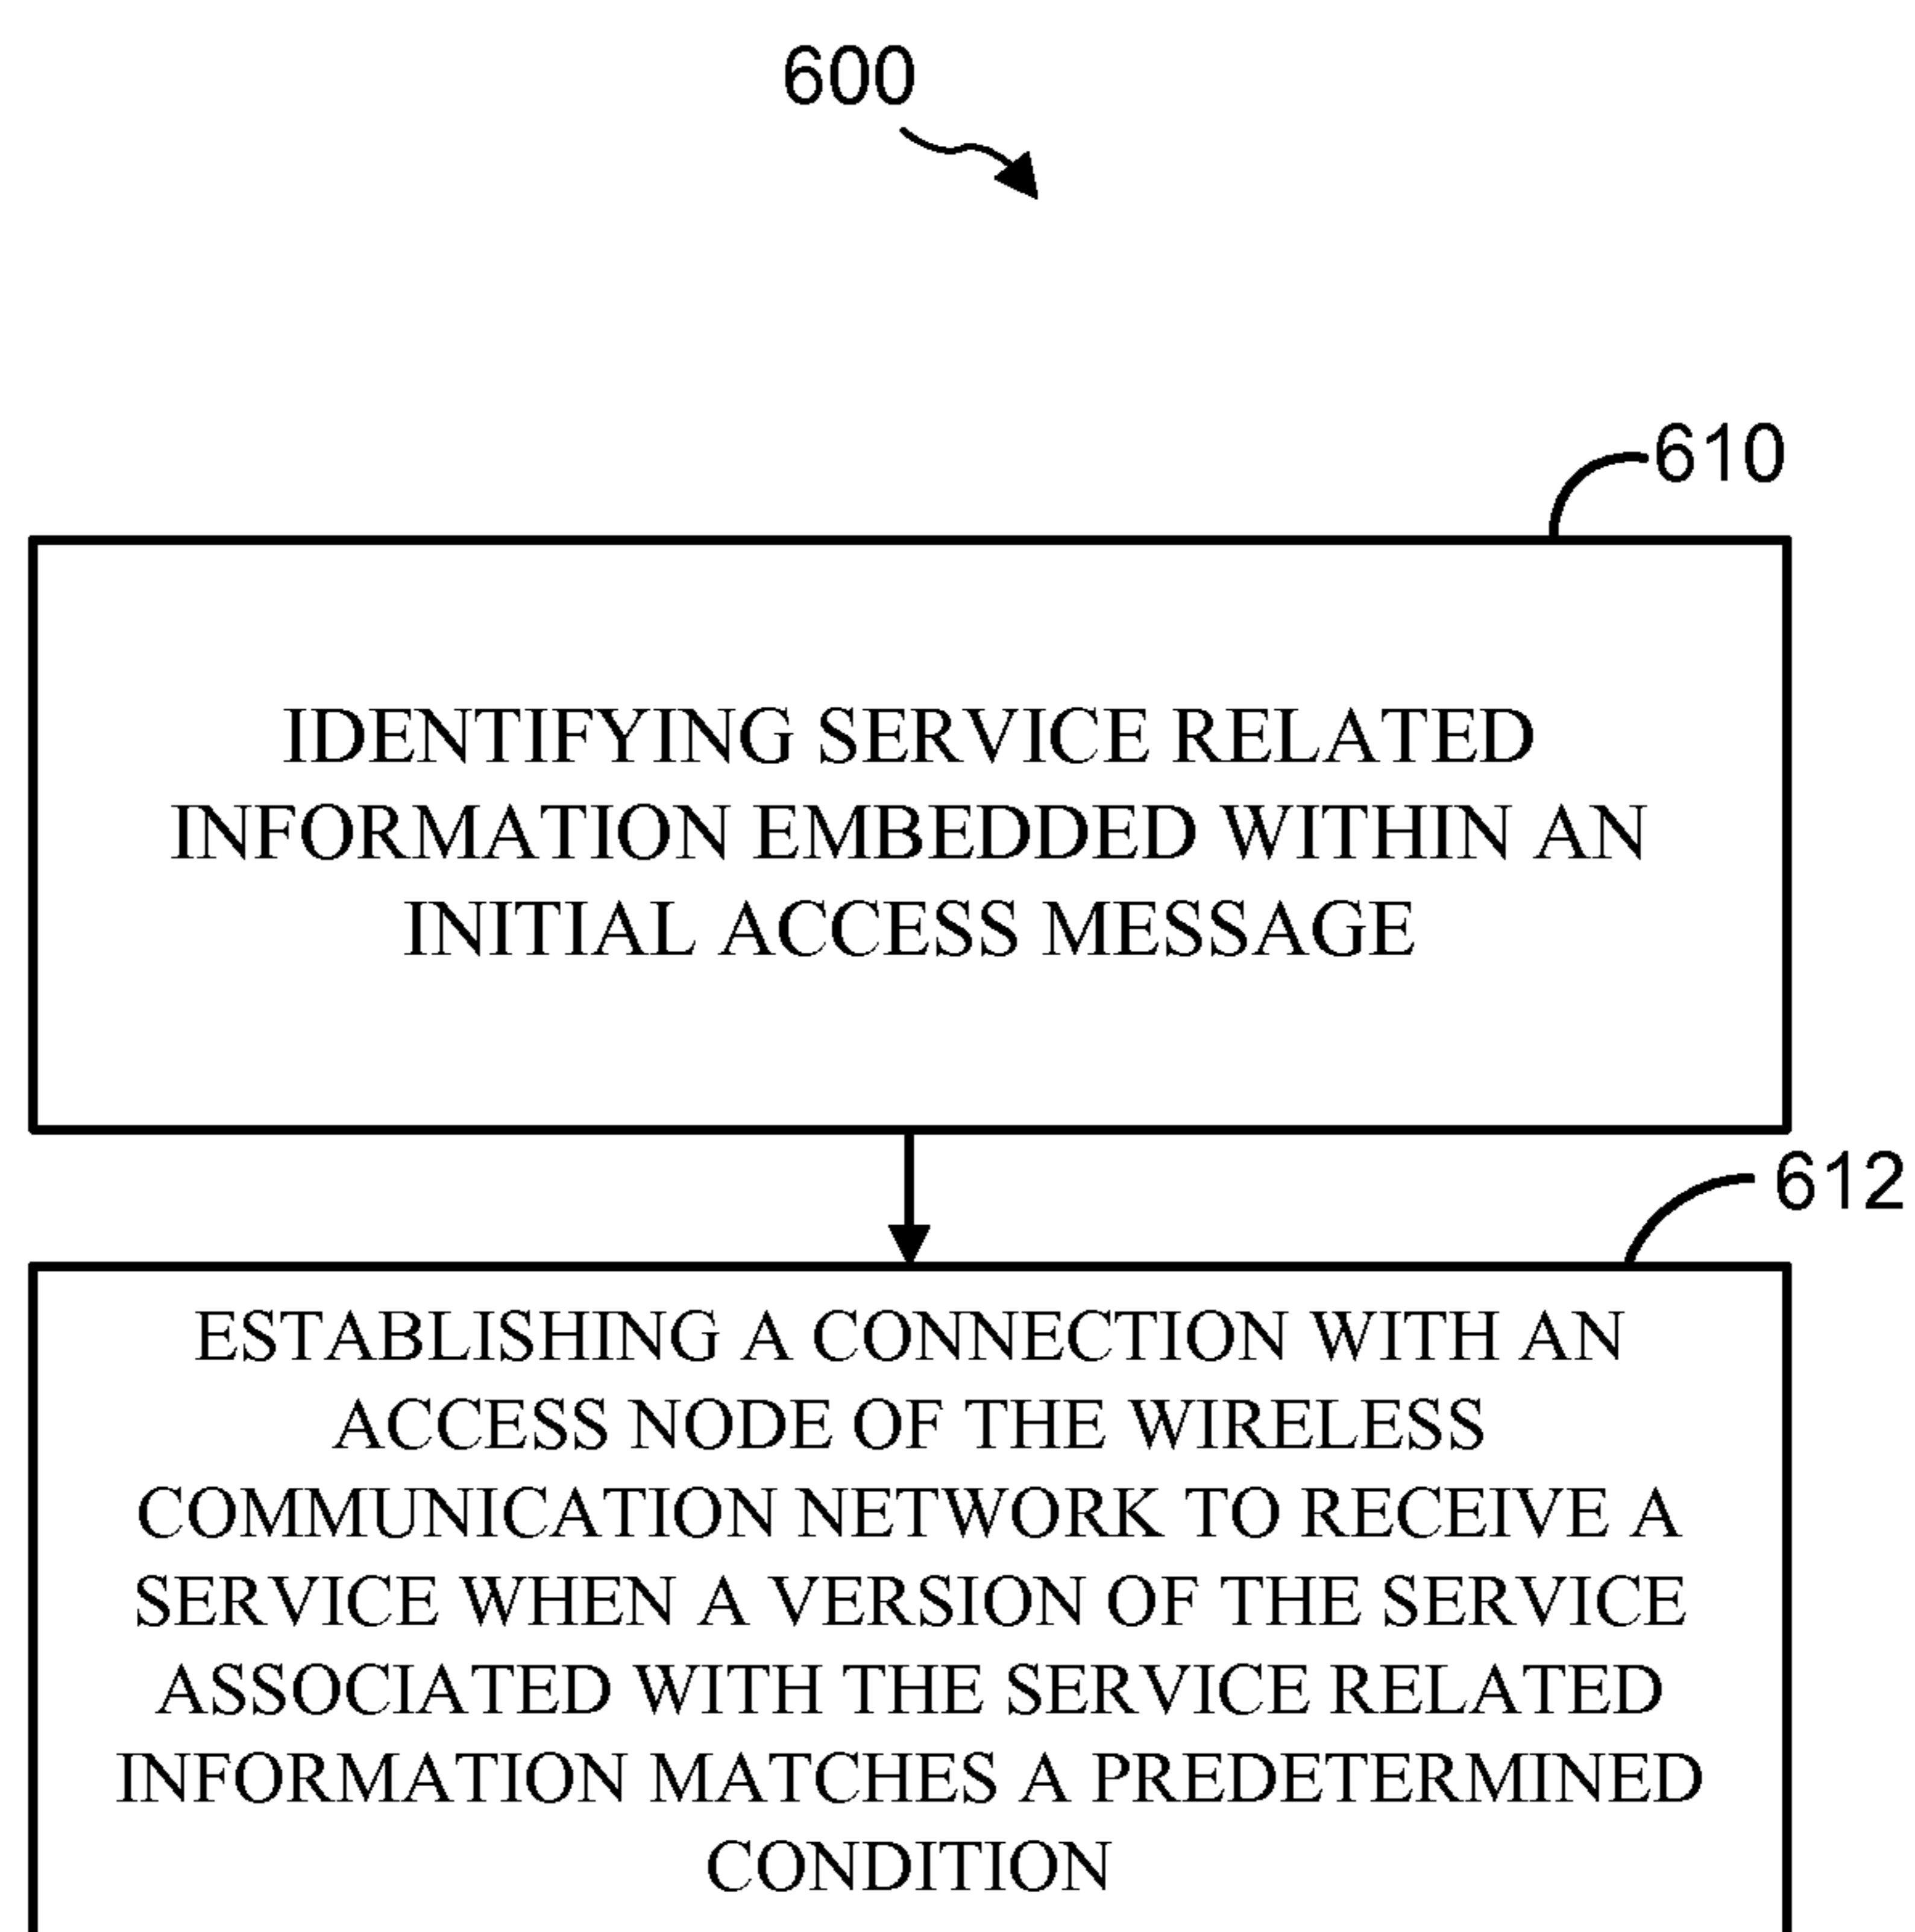 600
610
IDENTIFYING SERVICE RELATED
INFORMATION EMBEDDED WITHIN AN
INITIAL ACCESS MESSAGE
612
ESTABLISHING A CONNECTION WITH AN
ACCESS NODE OF THE WIRELESS
COMMUNICATION NETWORK TO RECEIVE A
SERVICE WHEN A VERSION OF THE SERVICE
ASSOCIATED WITH THE SERVICE RELATED
INFORMATION MATCHES A PREDETERMINED
CONDITION